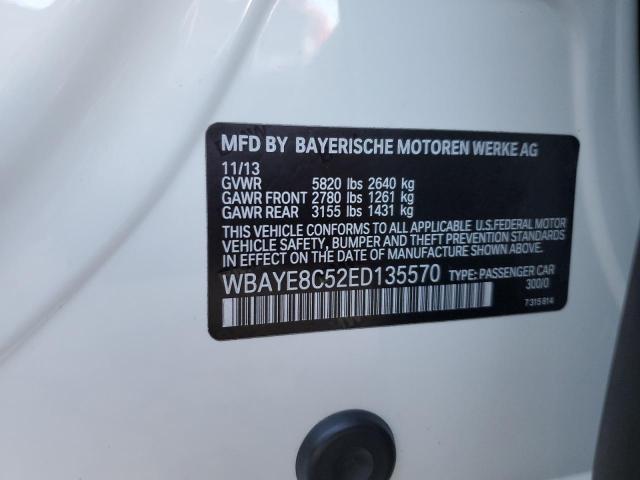 MFD BY BAYERISCHE MOTOREN WERKE AG
11/13
GVWR 5820 lbs 2640 kg
GAWR FRONT 2780 lbs 1261 kg
GAWR REAR 3155 lbs 1431 kg
THIS VEHICLE CONFORMS TO ALL APPLICABLE U.S.FEDERAL MOTOR
VEHICLE SAFETY, BUMPER AND THEFT PREVENTION STANDARDS
IN EFFECT ON THE DATE OF MANUFACTURE SHOWN ABOVE.
WBAYE8C52ED135570 TYPE: PASSENGER CAR
300/0
7315814